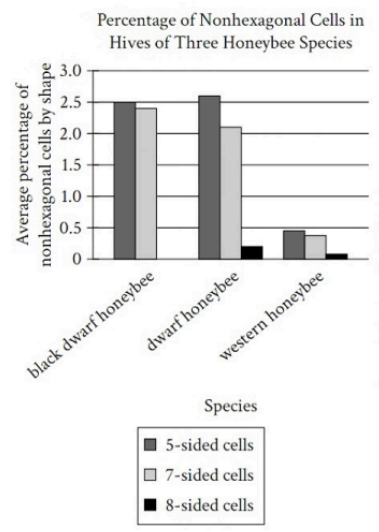 Percentage of Nonhexagonal Cells in
Hives of Three Honeybee Species
Average percentage of
nonhexagonal cells by shape
3.0
2.5
2.0
1.5
1.0
0.5
0
black dwarf honeybee
dwarf honeybee
western honeybee
Species
5-sided cells
7-sided cells
8-sided cells